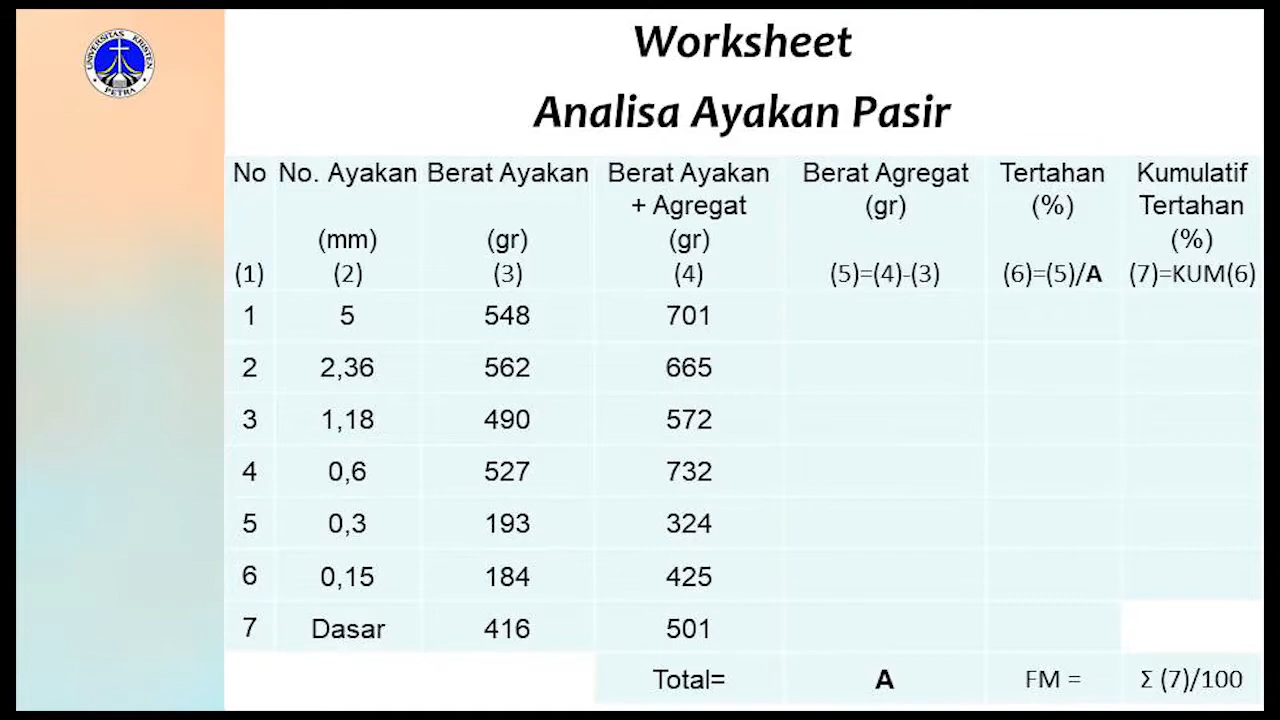 UNIVERSITAS KRISTEN
PETRA
Worksheet
Analisa Ayakan Pasir
No No. Ayakan Berat Ayakan Berat Ayakan Berat Agregat Tertahan Kumulatif
+ Agregat (gr) (%) Tertahan
(mm) (gr) (gr) (%)
(1) (2) (3) (4) (5)=(4)-(3) (6)=(5)/A (7)=KUM(6)
1 5 548 701
2 2,36 562 665
3 1,18 490 572
4 0,6 527 732
5 0,3 193 324
6 0,15 184 425
7 Dasar 416 501
Total= A FM = Σ (7)/100